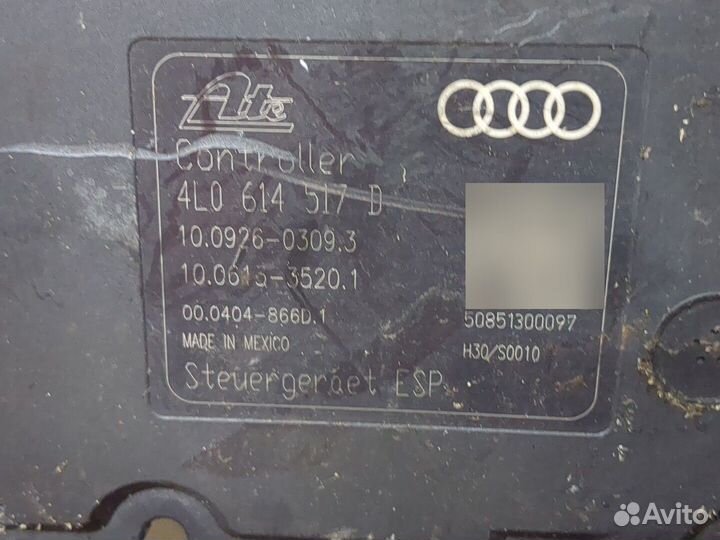 Ate
Controller
4L0 614 517 D
10.0926-0309.3
10.0613-3520.1
00.0404-866D.1
50851300097
MADE IN MEXICO
H30/S0010
Steuergeraet ESP
Avito